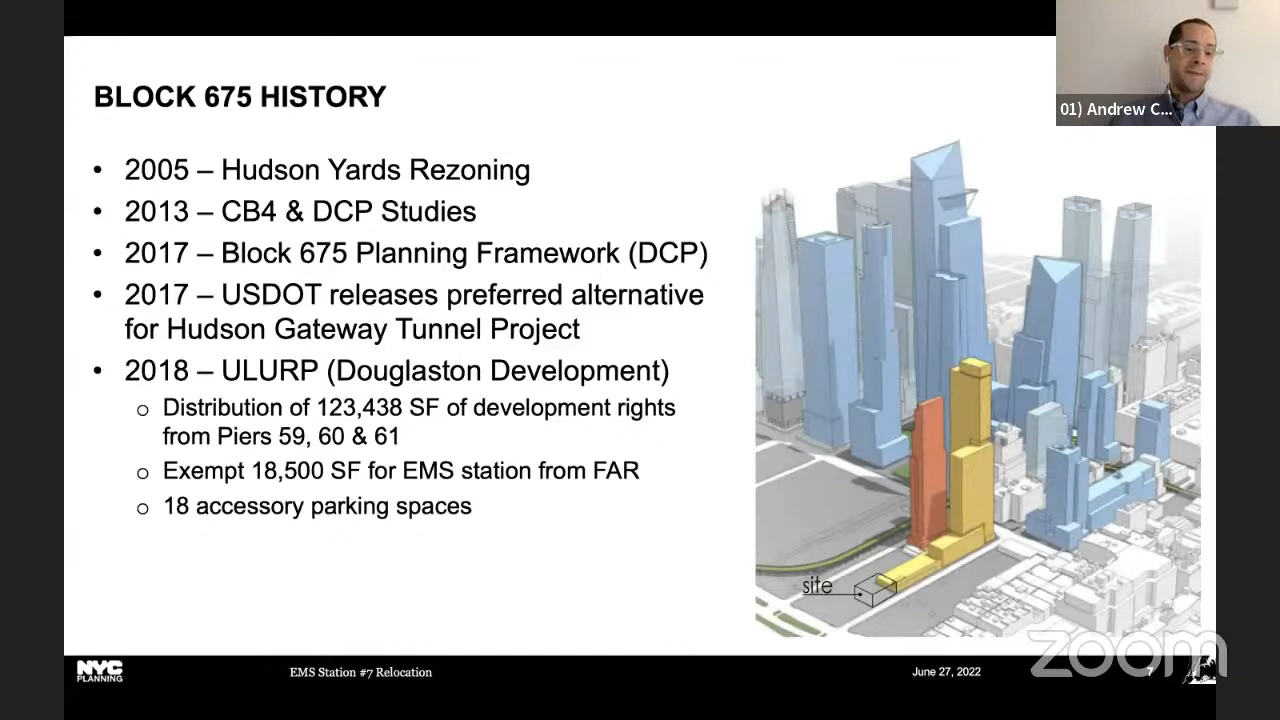 01) Andrew C...
BLOCK 675 HISTORY
• 2005 – Hudson Yards Rezoning
• 2013 – CB4 & DCP Studies
• 2017 – Block 675 Planning Framework (DCP)
• 2017 – USDOT releases preferred alternative
for Hudson Gateway Tunnel Project
• 2018 – ULURP (Douglaston Development)
o Distribution of 123,438 SF of development rights
from Piers 59, 60 & 61
o Exempt 18,500 SF for EMS station from FAR
o 18 accessory parking spaces
site
zoom
NYC
PLANNING
EMS Station #7 Relocation
June 27, 2022
7